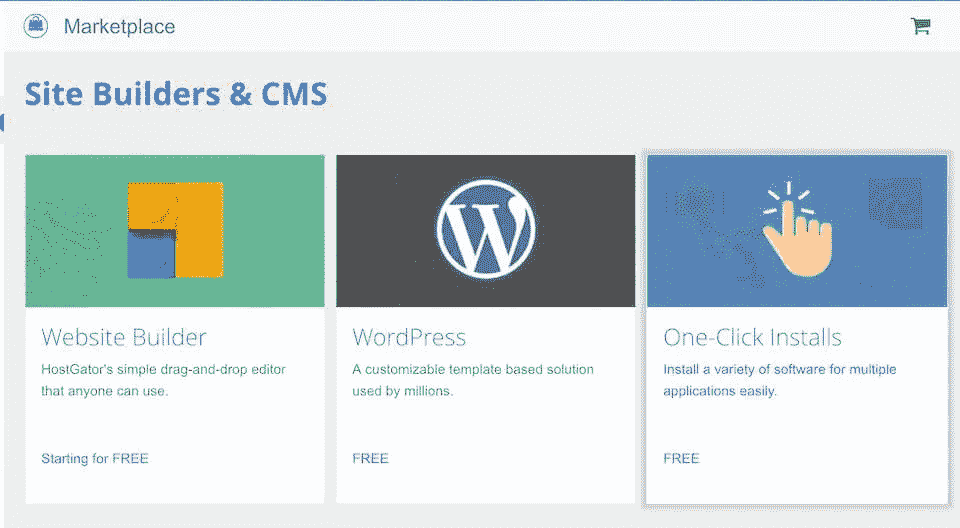 Marketplace
Site Builders & CMS
Website Builder
HostGator's simple drag-and-drop editor
that anyone can use.
Starting for FREE
WordPress
A customizable template based solution
used by millions.
FREE
One-Click Installs
Install a variety of software for multiple
applications easily.
FREE